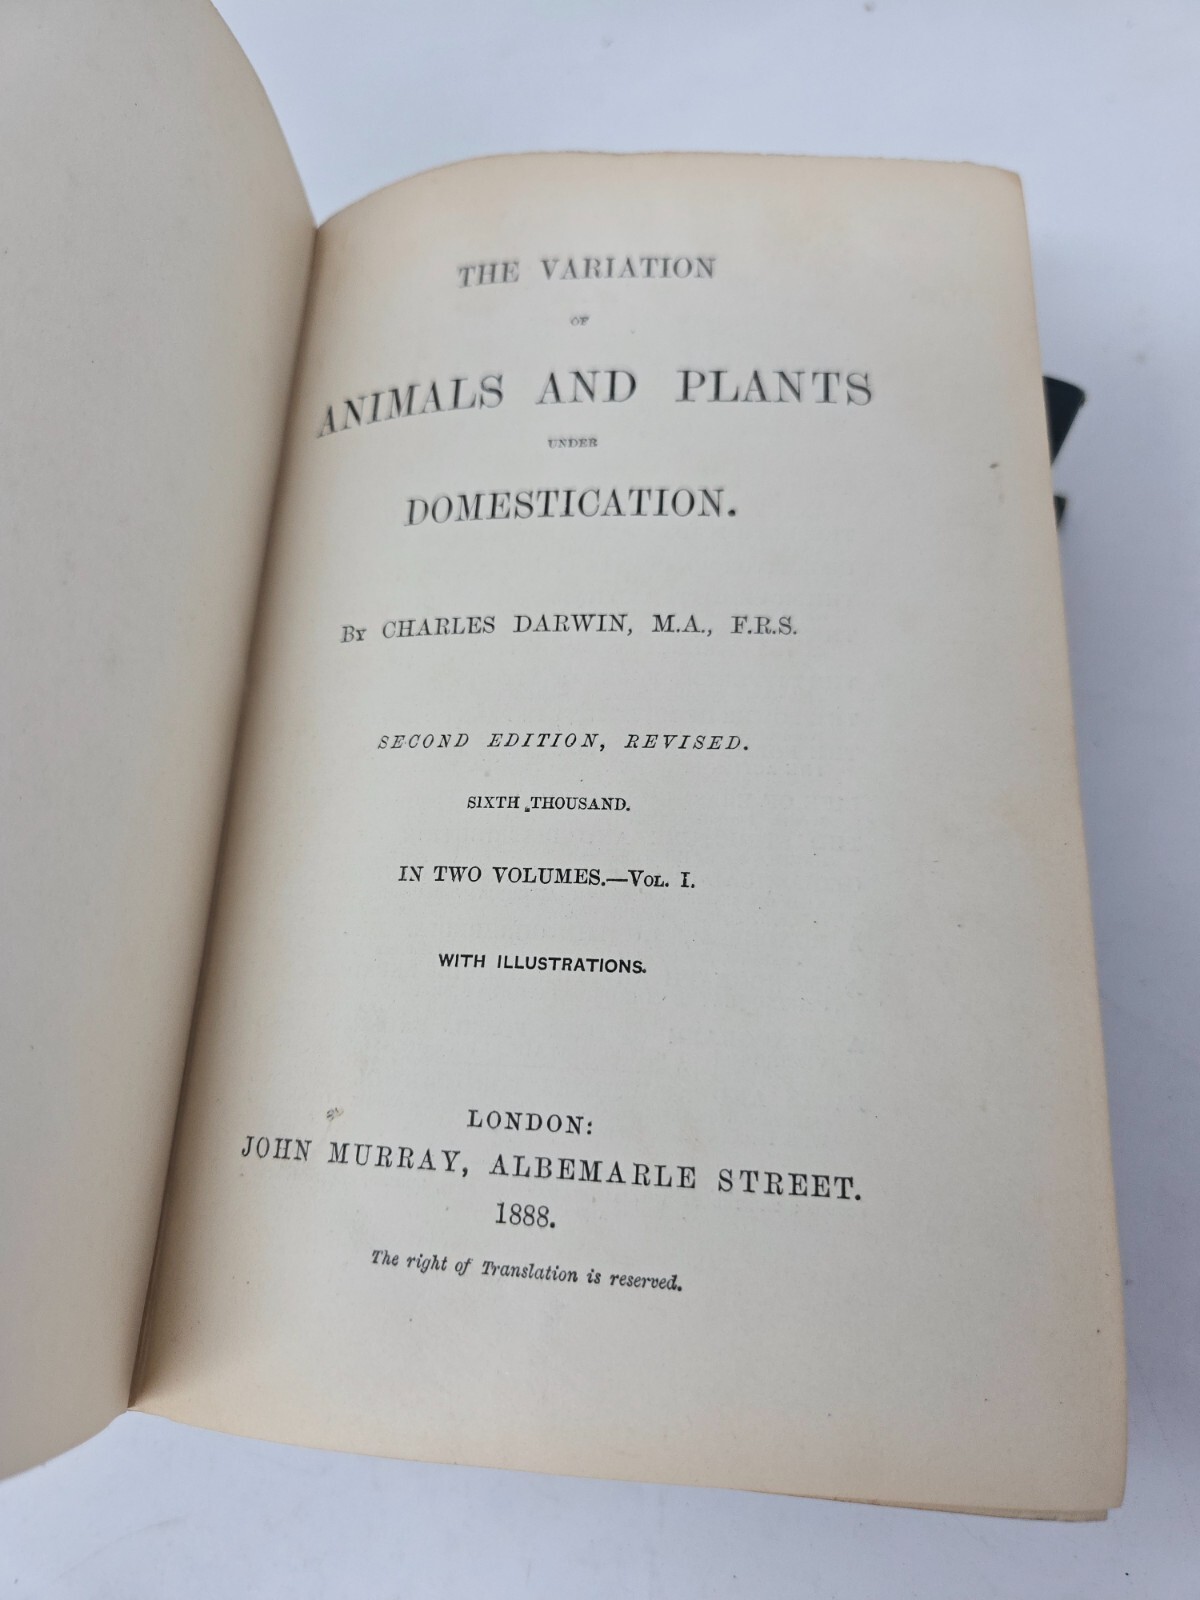 THE VARIATION
OF
ANIMALS AND PLANTS
UNDER
DOMESTICATION.
BY CHARLES DARWIN, M.A., F.R.S.
SECOND EDITION, REVISED.
SIXTH THOUSAND.
IN TWO VOLUMES.—VOL. I.
WITH ILLUSTRATIONS.
LONDON:
JOHN MURRAY, ALBEMARLE STREET.
1888.
The right of Translation is reserved.